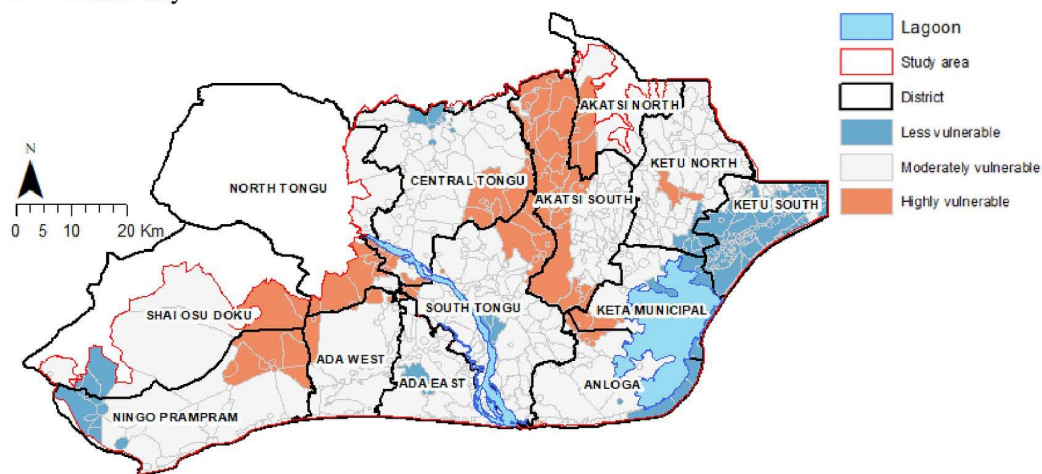 Lagoon
Study area
District
Less vulnerable
Moderately vulnerable
Highly vulnerable
N
0 5 10 20 Km
AKATSI NORTH
KETU NORTH
NORTH TONGU
CENTRAL TONGU
AKATSI SOUTH
KETU SOUTH
SHAI OSU DOKU
SOUTH TONGU
KETA MUNICIPAL
ADA WEST
ADA EAST
ANLOGA
NINGO PRAMPRAM